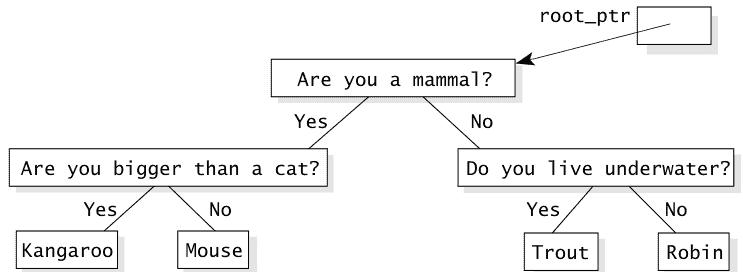 root_ptr
Are you a mammal?
Yes
No
Are you bigger than a cat?
Do you live underwater?
Yes
No
Yes
No
Kangaroo
Mouse
Trout
Robin